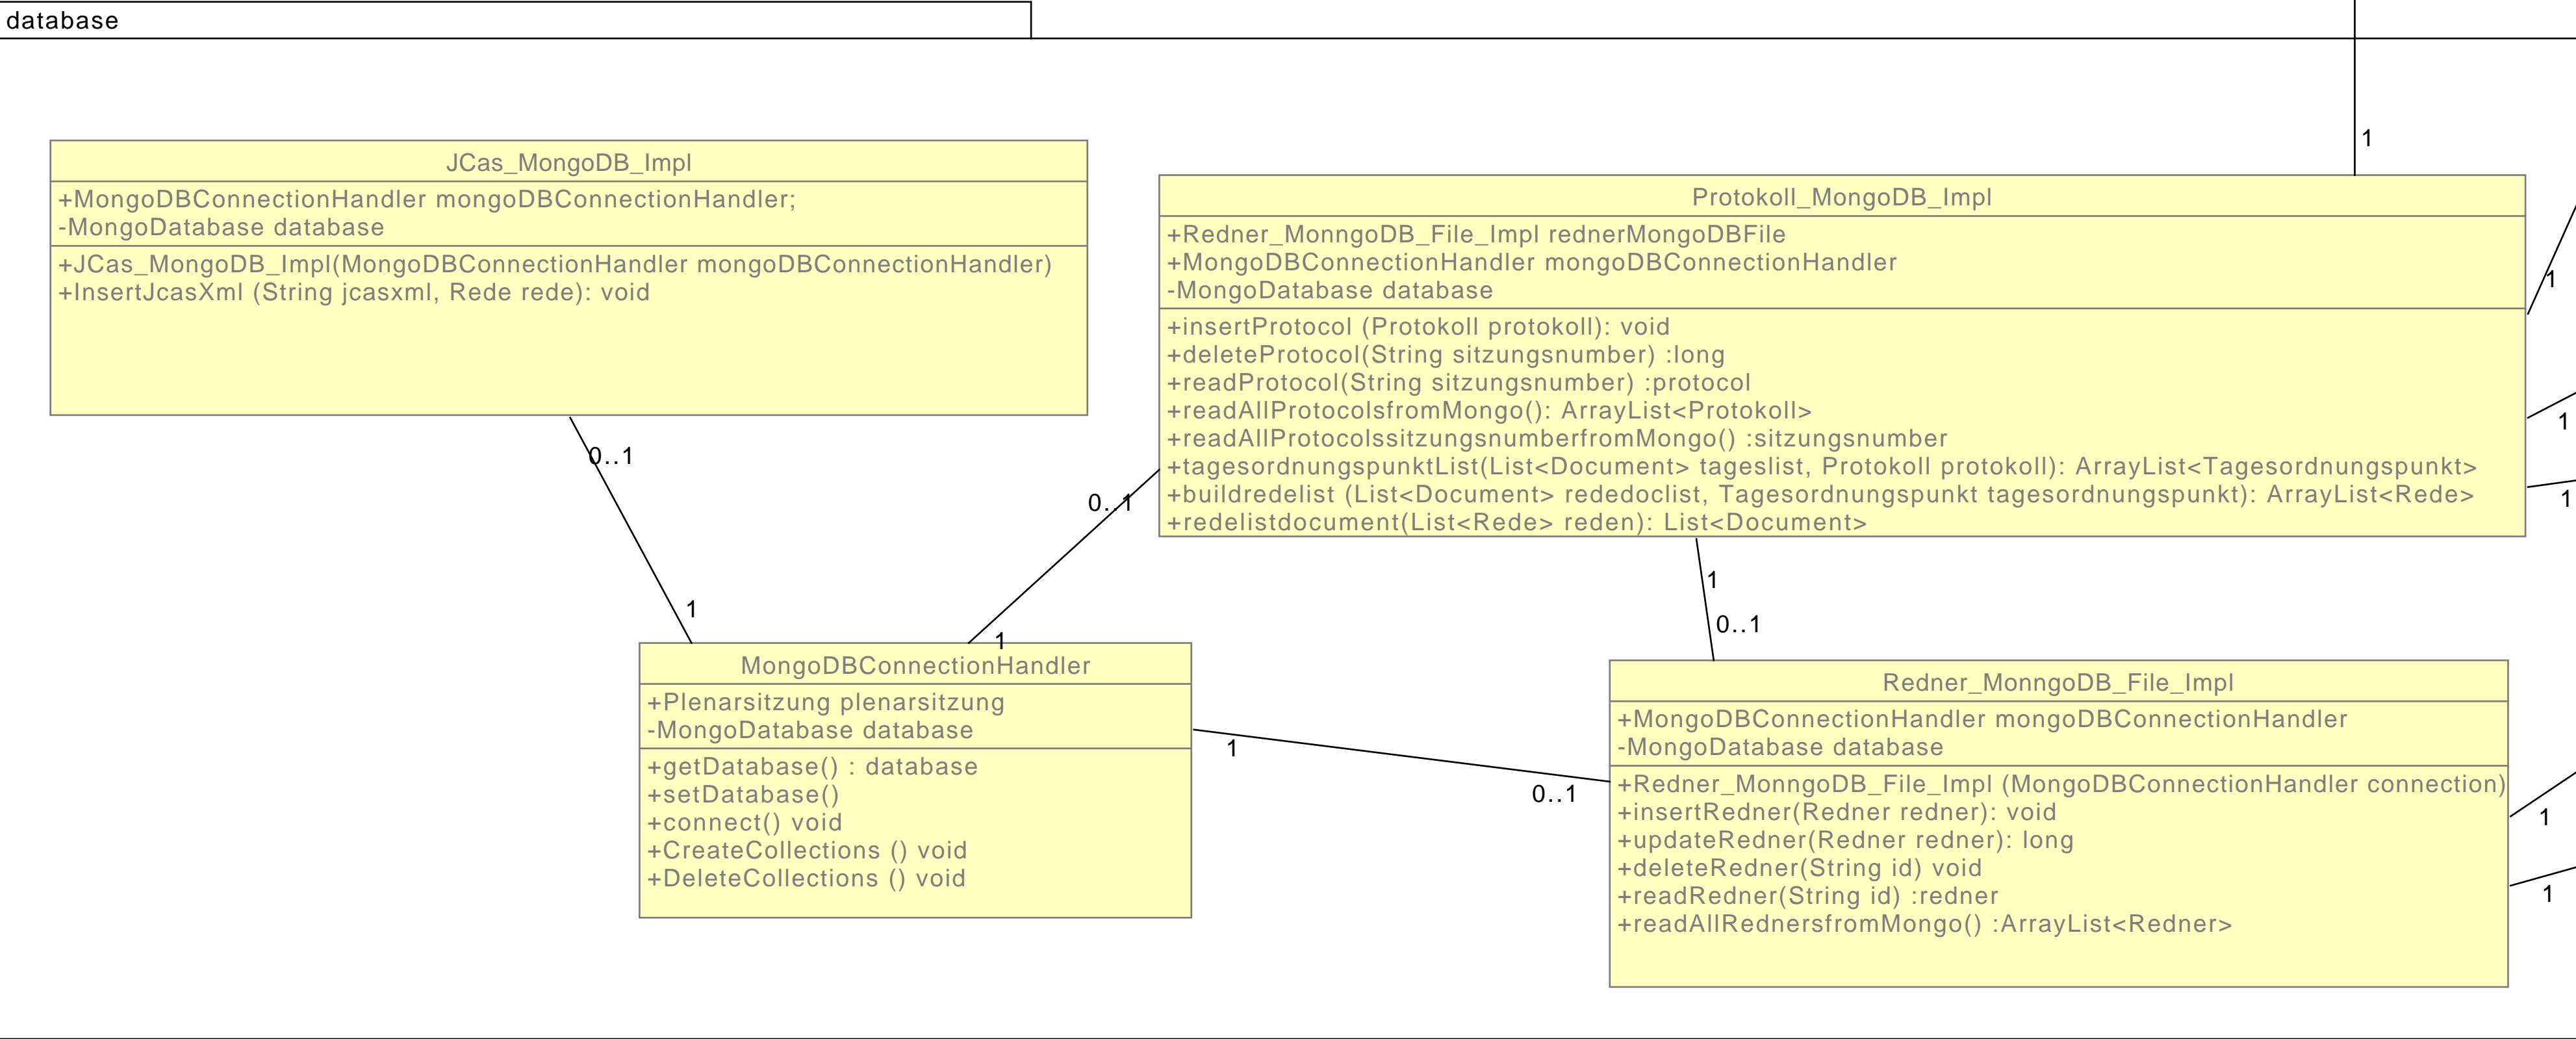 database
1
JCas_MongoDB_Impl
+MongoDBConnectionHandler mongoDBConnectionHandler;
-MongoDatabase database
+JCas_MongoDB_Impl(MongoDBConnectionHandler mongoDBConnectionHandler)
+InsertJcasXml (String jcasxml, Rede rede): void
Protokoll_MongoDB_Impl
+Redner_MonngoDB_File_Impl rednerMongoDBFile
+MongoDBConnectionHandler mongoDBConnectionHandler
-MongoDatabase database
+insertProtocol (Protokoll protokoll): void
+deleteProtocol(String sitzungsnumber) :long
+readProtocol(String sitzungsnumber) :protocol
+readAllProtocolsfromMongo(): ArrayList<Protokoll>
+readAllProtocolssitzungsnumberfromMongo() :sitzungsnumber
+tagesordnungspunktList(List<Document> tageslist, Protokoll protokoll): ArrayList<Tagesordnungspunkt>
+buildredelist (List<Document> rededoclist, Tagesordnungspunkt tagesordnungspunkt): ArrayList<Rede>
+redelistdocument(List<Rede> reden): List<Document>
1
1
1
0..1
0..1
1
0..1
1
1
MongoDBConnectionHandler
+Plenarsitzung plenarsitzung
-MongoDatabase database
+getDatabase() : database
+setDatabase()
+connect() void
+CreateCollections () void
+DeleteCollections () void
1
0..1
Redner_MonngoDB_File_Impl
+MongoDBConnectionHandler mongoDBConnectionHandler
-MongoDatabase database
+Redner_MonngoDB_File_Impl (MongoDBConnectionHandler connection)
+insertRedner(Redner redner): void
+updateRedner(Redner redner): long
+deleteRedner(String id) void
+readRedner(String id) :redner
+readAllRednersfromMongo() :ArrayList<Redner>
1
1